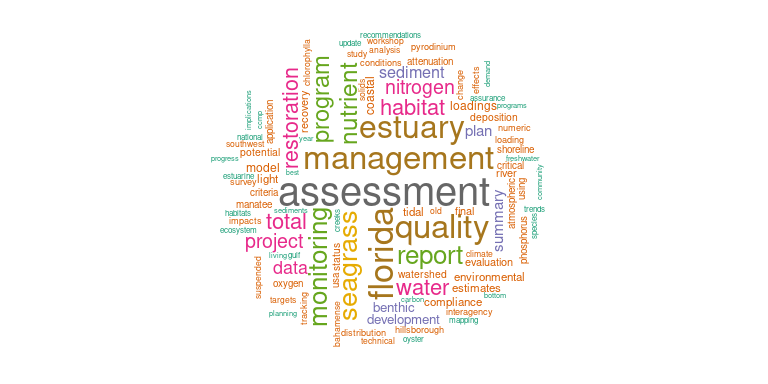 recommendations
update
workshop
pyrodinium
study
analysis
chlorophylla
program
nutrient
conditions
attenuation
sediment
solids
coastal
nitrogen
change
effects
demand
restoration
recovery
habitat
loadings
assurance
programs
implications
ccmp
application
deposition
estuary
plan
numeric
national
year
loading
southwest
potential
management
shoreline
progress
freshwater
model
best
critical
river
estuarine
survey
light
assessment
atmospheric
using
community
criteria
manatee
habitats
sediments
tidal
old
final
trends
impacts
total
monitoring
creeks
seagrass
florida
quality
summary
phosphorus
species
ecosystem
project
report
living
gulf
climate
evaluation
data
usa
status
watershed
environmental
suspended
oxygen
water
estimates
targets
tracking
carbon
compliance
bottom
planning
benthic
interagency
development
mapping
bahamense
distribution
hillsborough
technical
oyster